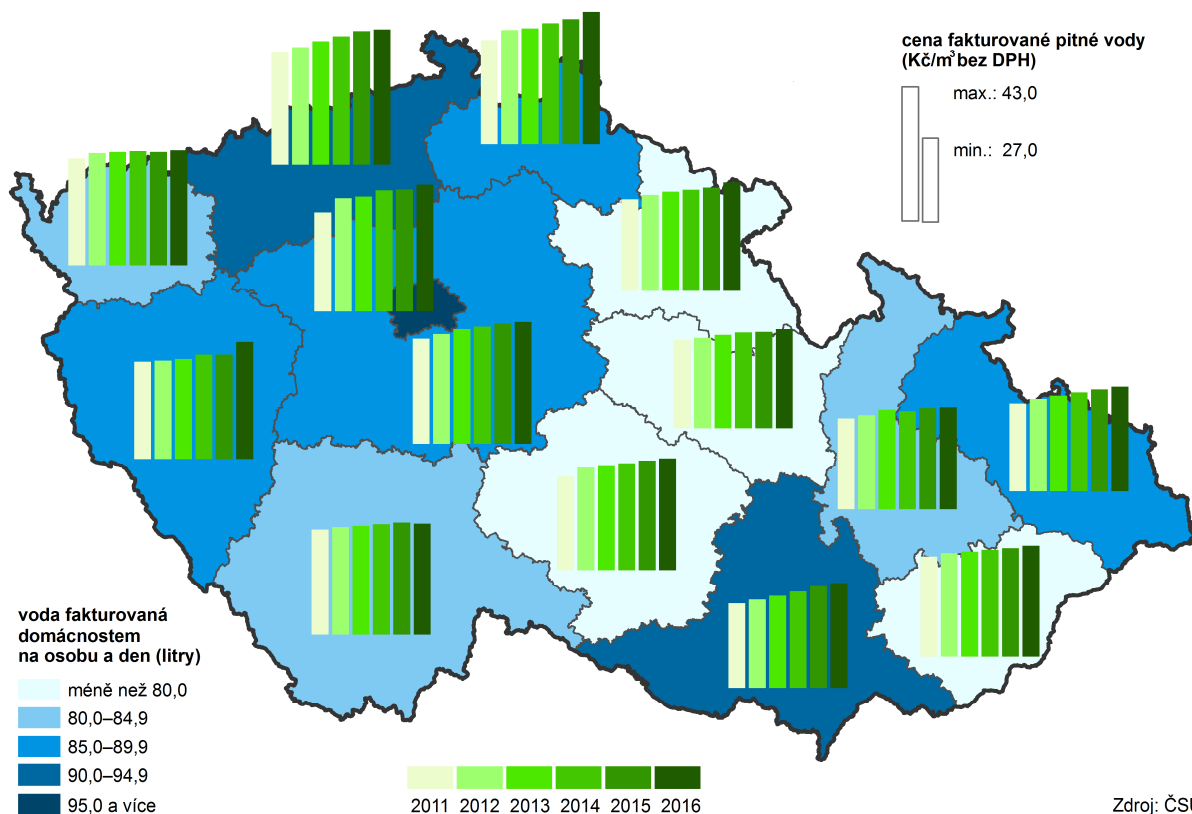 cena fakturované pitné vody
(Kč/m³bez DPH)
max.: 43,0
min.: 27,0
voda fakturovaná
domácnostem
na osobu a den (litry)
méně než 80,0
80,0–84,9
85,0–89,9
90,0–94,9
95,0 a více
2011 2012 2013 2014 2015 2016
Zdroj: ČSÚ